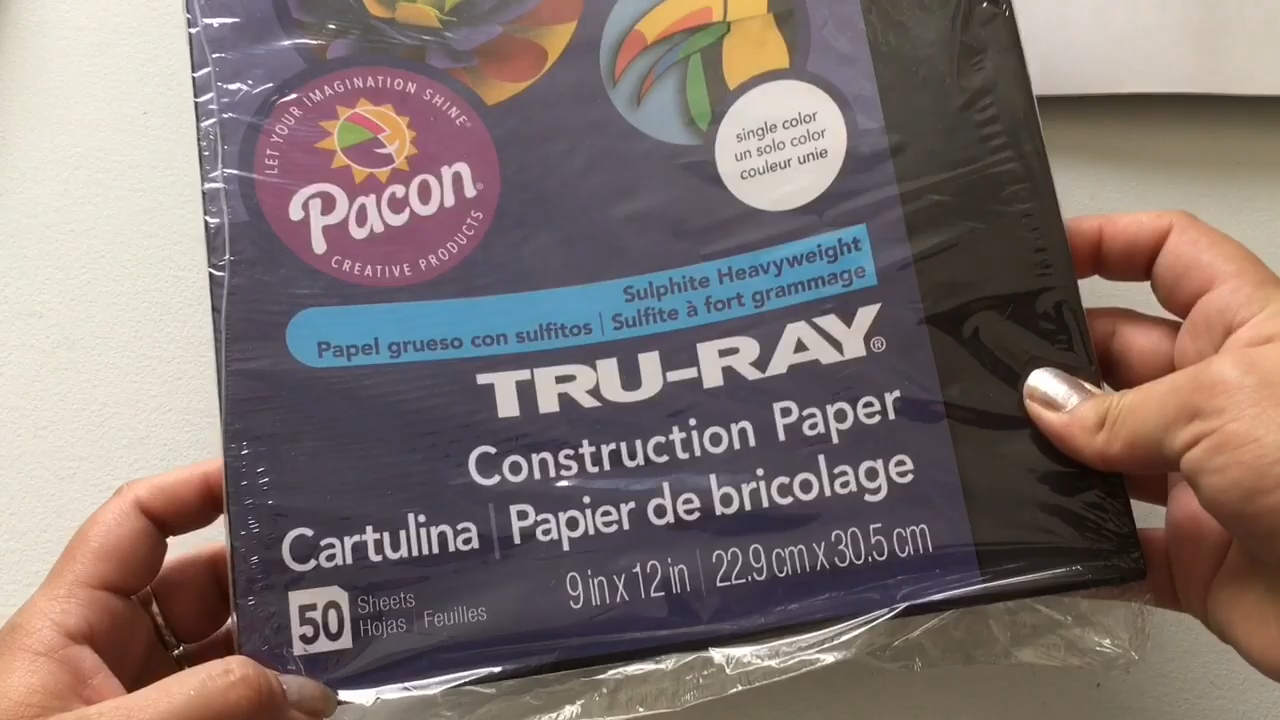 LET YOUR IMAGINATION SHINE®
Pacon®
CREATIVE PRODUCTS
single color
un solo color
couleur unie
Sulphite Heavyweight
Papel grueso con sulfitos | Sulfite à fort grammage
TRU-RAY®
Construction Paper
Cartulina | Papier de bricolage
9 in x 12 in | 22.9 cm x 30.5 cm
50 Sheets
Hojas | Feuilles